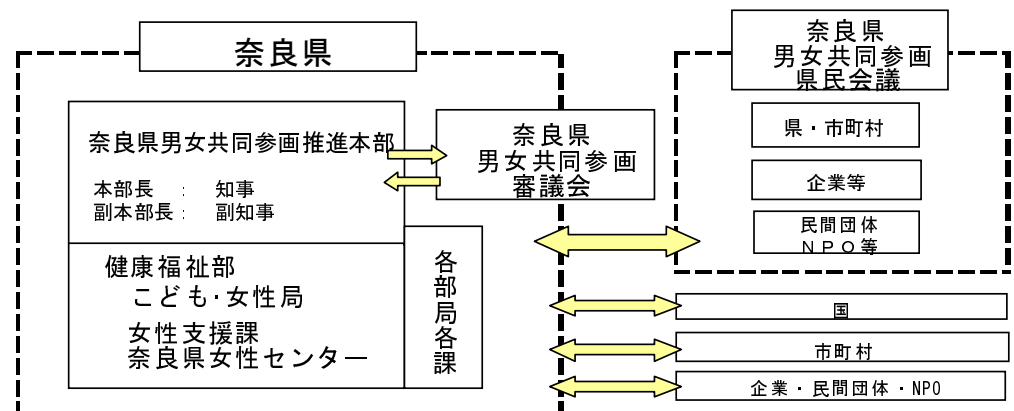 奈良県
奈良県男女共同参画推進本部
本部長 : 知事
副本部長 : 副知事
健康福祉部
こども・女性局
女性支援課
奈良県女性センター
各部局各課
奈良県
男女共同参画
審議会
奈良県
男女共同参画
県民会議
県・市町村
企業等
民間団体
ＮＰＯ等
国
市町村
企業・民間団体・NPO